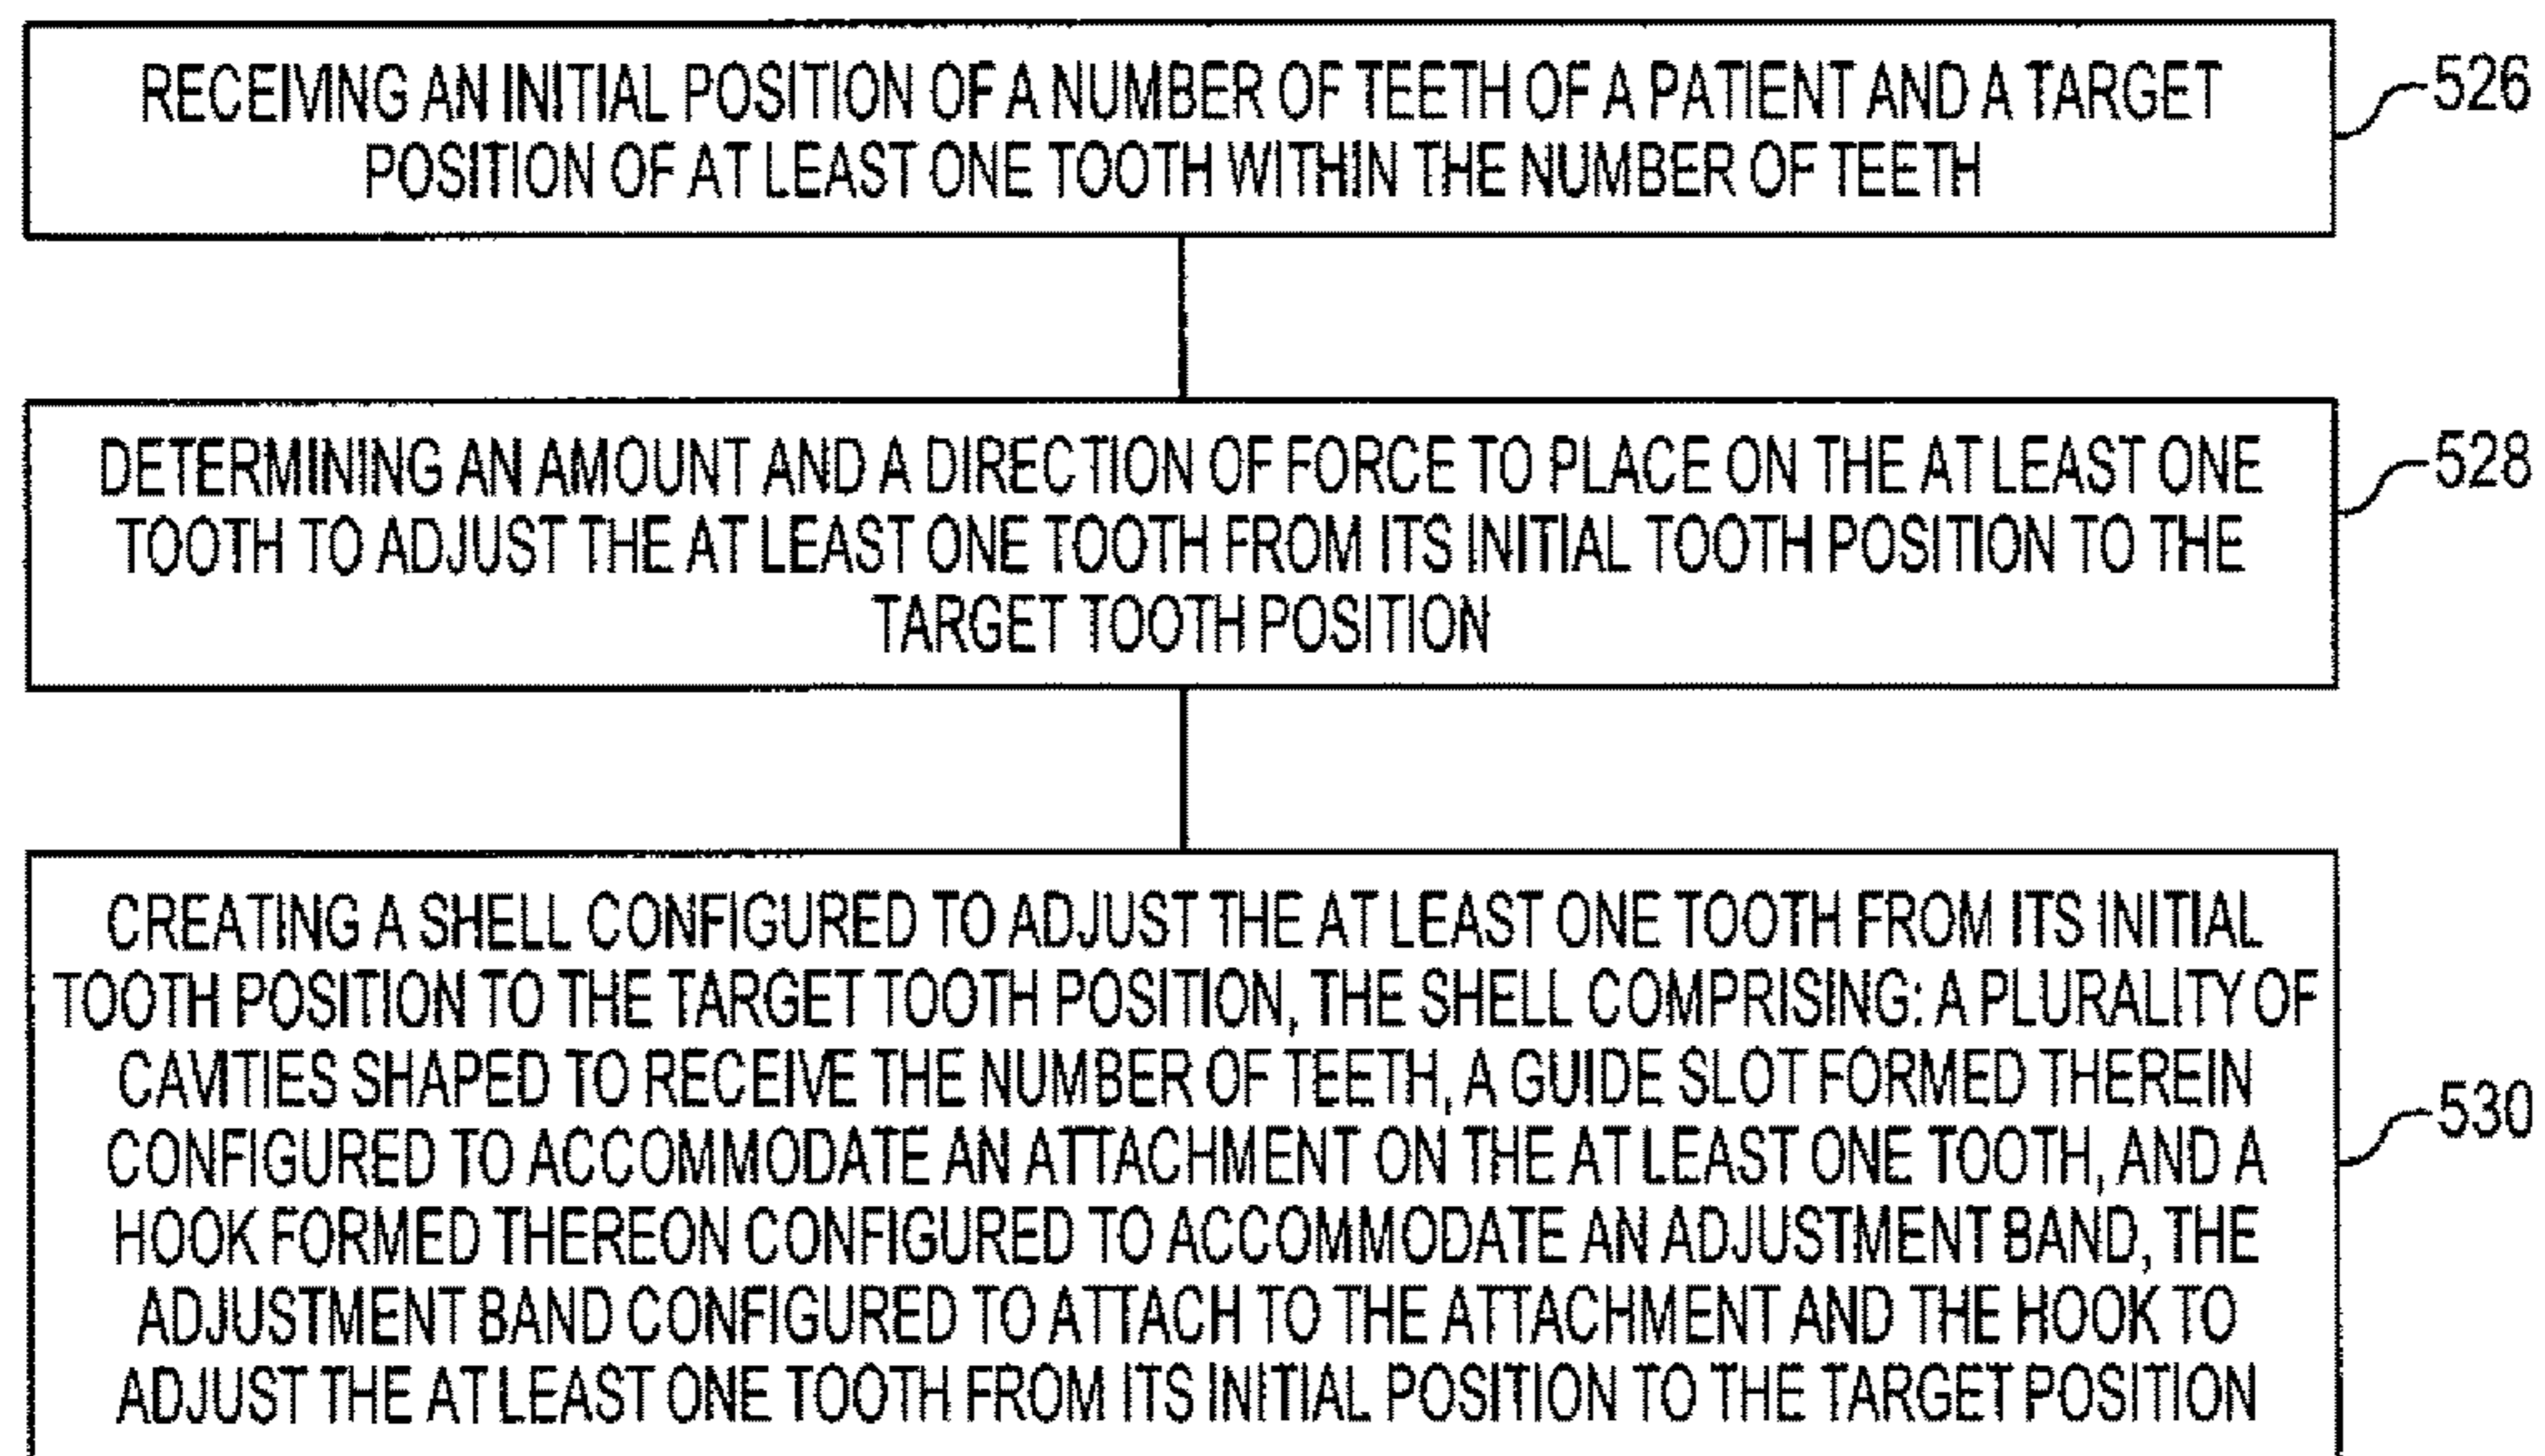 RECEIVING AN INITIAL POSITION OF A NUMBER OF TEETH OF A PATIENT AND A TARGET
POSITION OF AT LEAST ONE TOOTH WITHIN THE NUMBER OF TEETH
526
DETERMINING AN AMOUNT AND A DIRECTION OF FORCE TO PLACE ON THE AT LEAST ONE
TOOTH TO ADJUST THE AT LEAST ONE TOOTH FROM ITS INITIAL TOOTH POSITION TO THE
TARGET TOOTH POSITION
528
CREATING A SHELL CONFIGURED TO ADJUST THE AT LEAST ONE TOOTH FROM ITS INITIAL
TOOTH POSITION TO THE TARGET TOOTH POSITION, THE SHELL COMPRISING: A PLURALITY OF
CAVITIES SHAPED TO RECEIVE THE NUMBER OF TEETH, A GUIDE SLOT FORMED THEREIN
CONFIGURED TO ACCOMMODATE AN ATTACHMENT ON THE AT LEAST ONE TOOTH, AND A
HOOK FORMED THEREON CONFIGURED TO ACCOMMODATE AN ADJUSTMENT BAND, THE
ADJUSTMENT BAND CONFIGURED TO ATTACH TO THE ATTACHMENT AND THE HOOK TO
ADJUST THE AT LEAST ONE TOOTH FROM ITS INITIAL POSITION TO THE TARGET POSITION
530